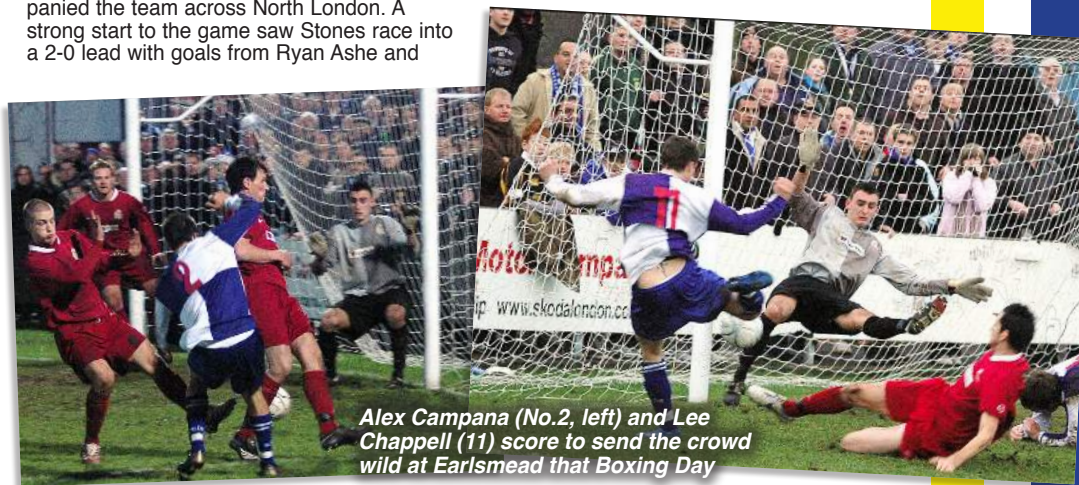 panied the team across North London. A
strong start to the game saw Stones race into
a 2-0 lead with goals from Ryan Ashe and
2
11
www.skodalondon.co
Alex Campana (No.2, left) and Lee
Chappell (11) score to send the crowd
wild at Earlsmead that Boxing Day